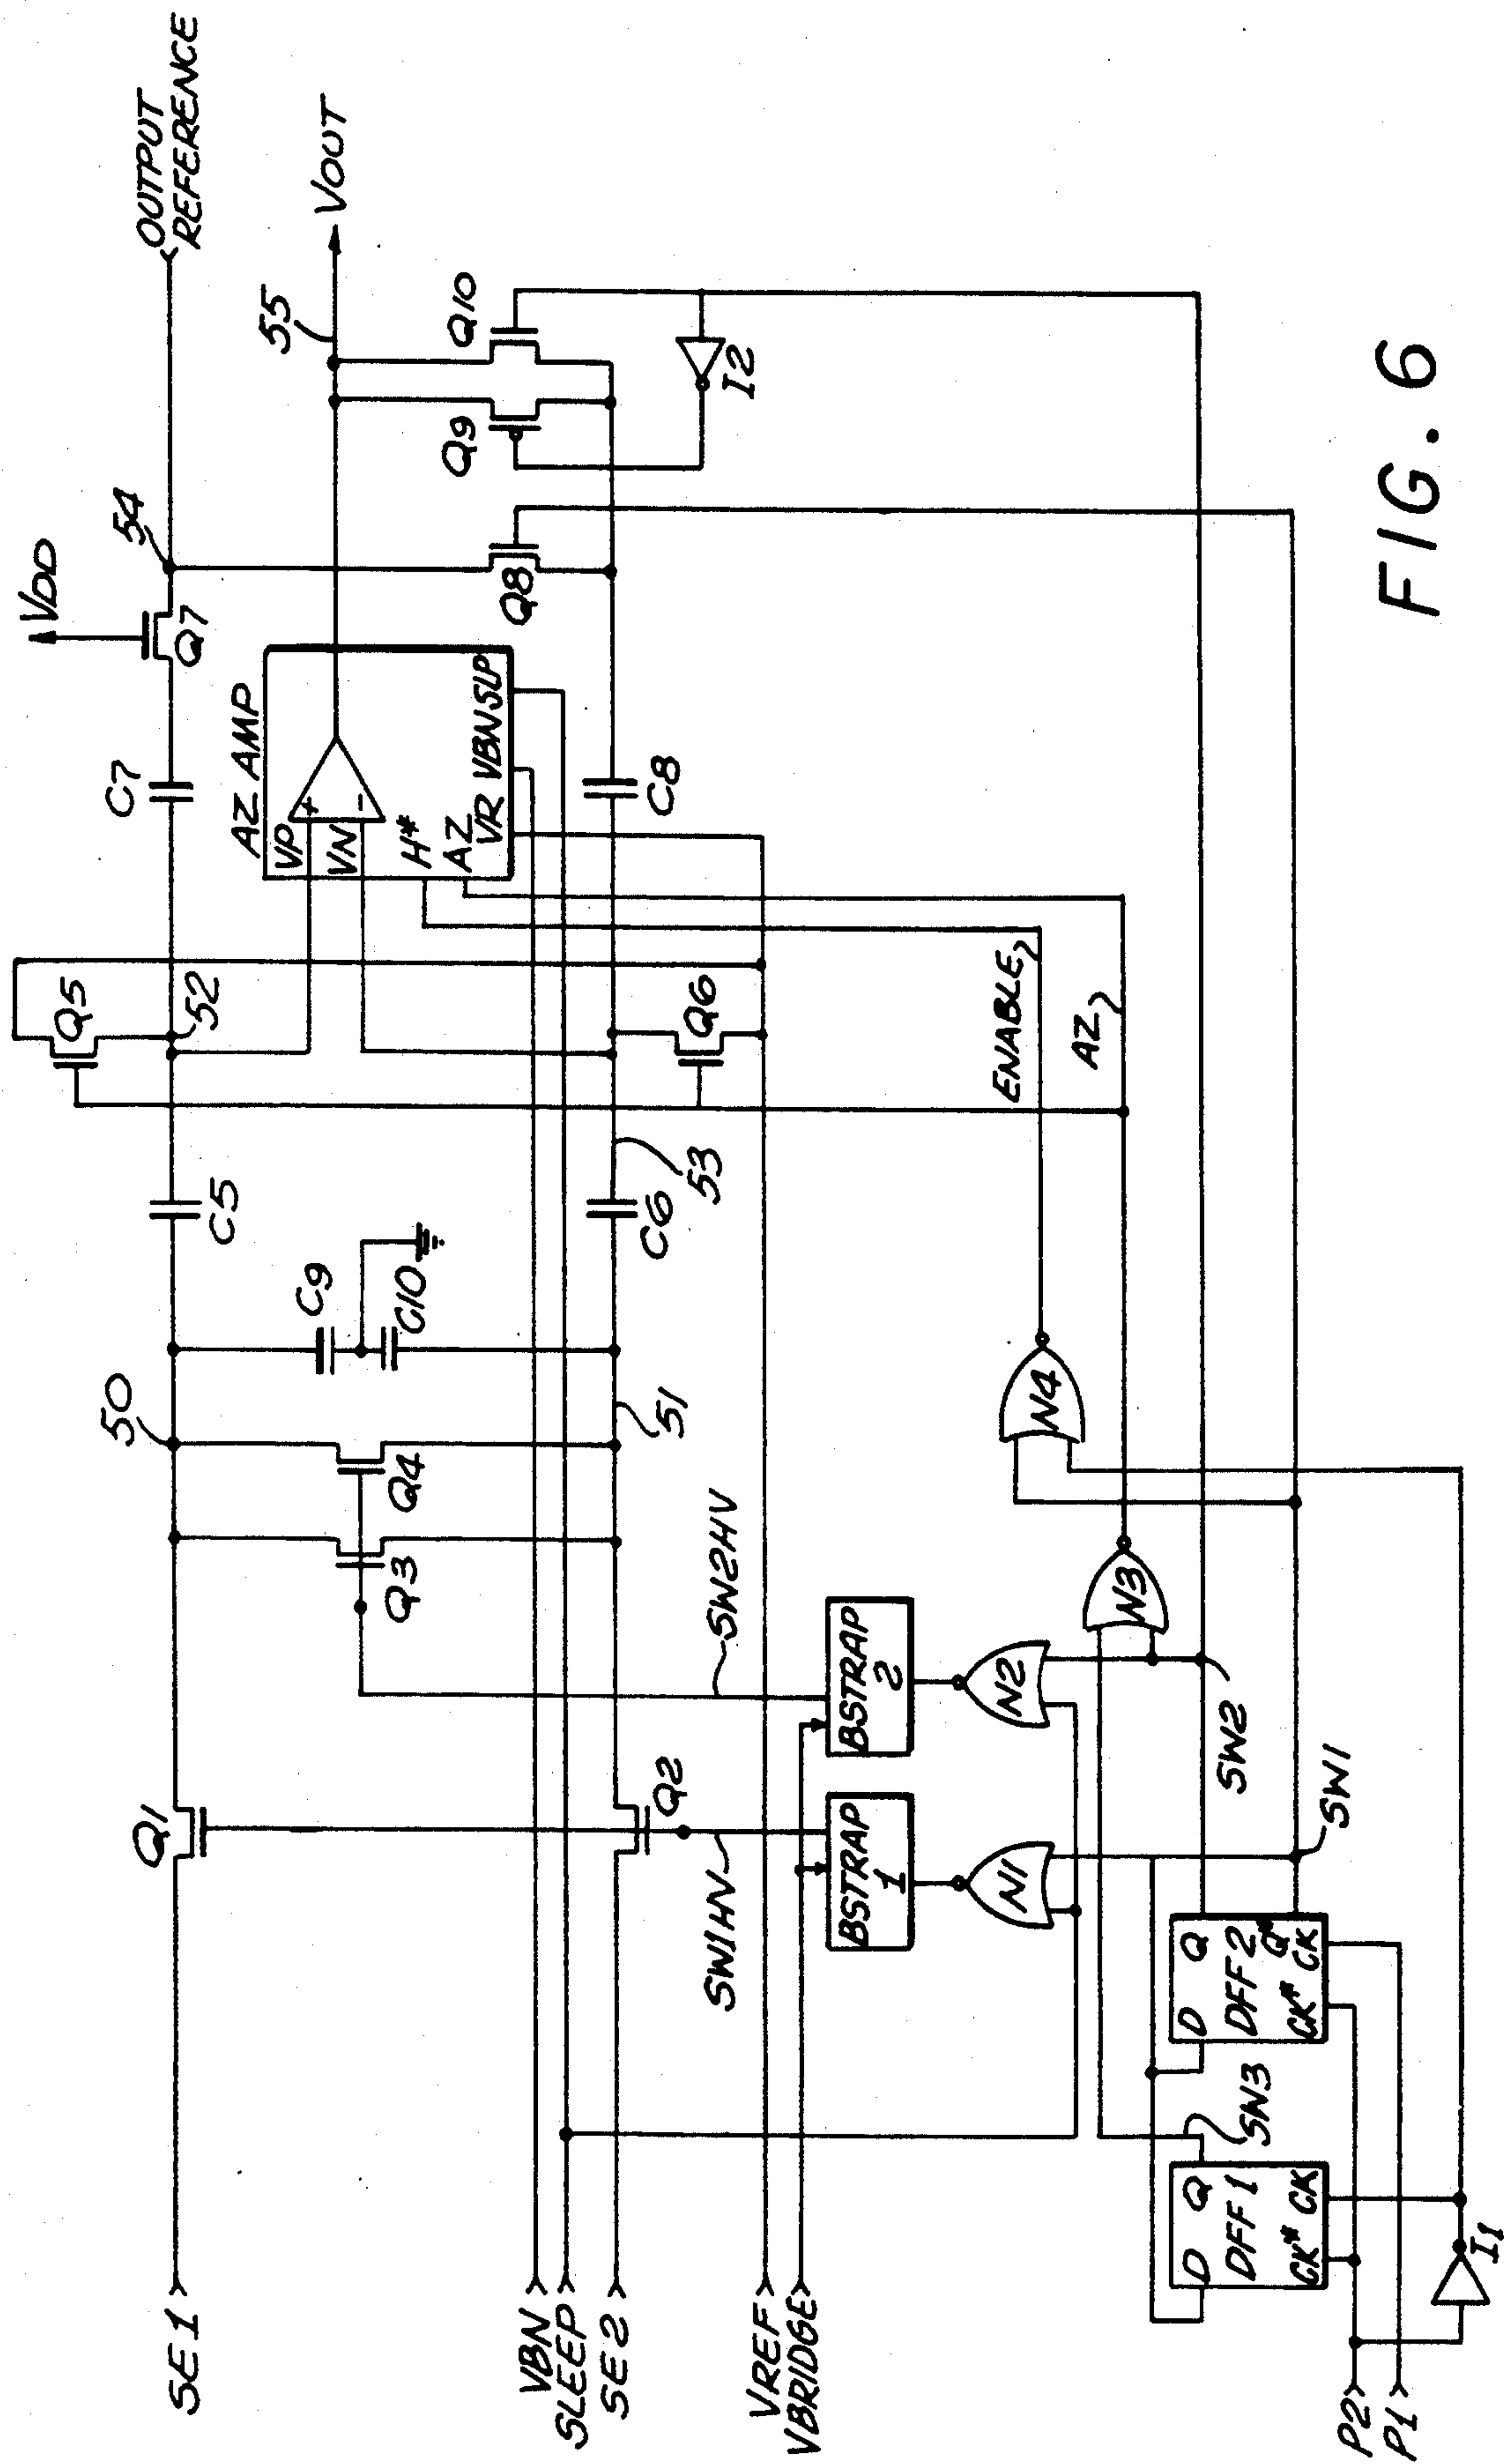 SE1
VBN
SLEEP
SE2
VREF
VBRIDGE
P2
P1
Q1
Q2
SW1HV
SW2HV
Q3
Q4
50
51
C9
C10
C5
C6
53
Q5
52
Q6
ENABLE
AZ
C7
C8
AZ AMP
VP
+
VN
-
H*
AZ
VR
VBN
SLP
VDD
Q7
54
Q8
Q9
Q10
I2
55
VOUT
OUTPUT
REFERENCE
BSTRAP
1
BSTRAP
2
N1
N2
N3
N4
D
Q
DFF1
CK*
CK
SW3
D
Q
DFF2
Q*
CK*
CK
SW2
SW1
I1
FIG. 6